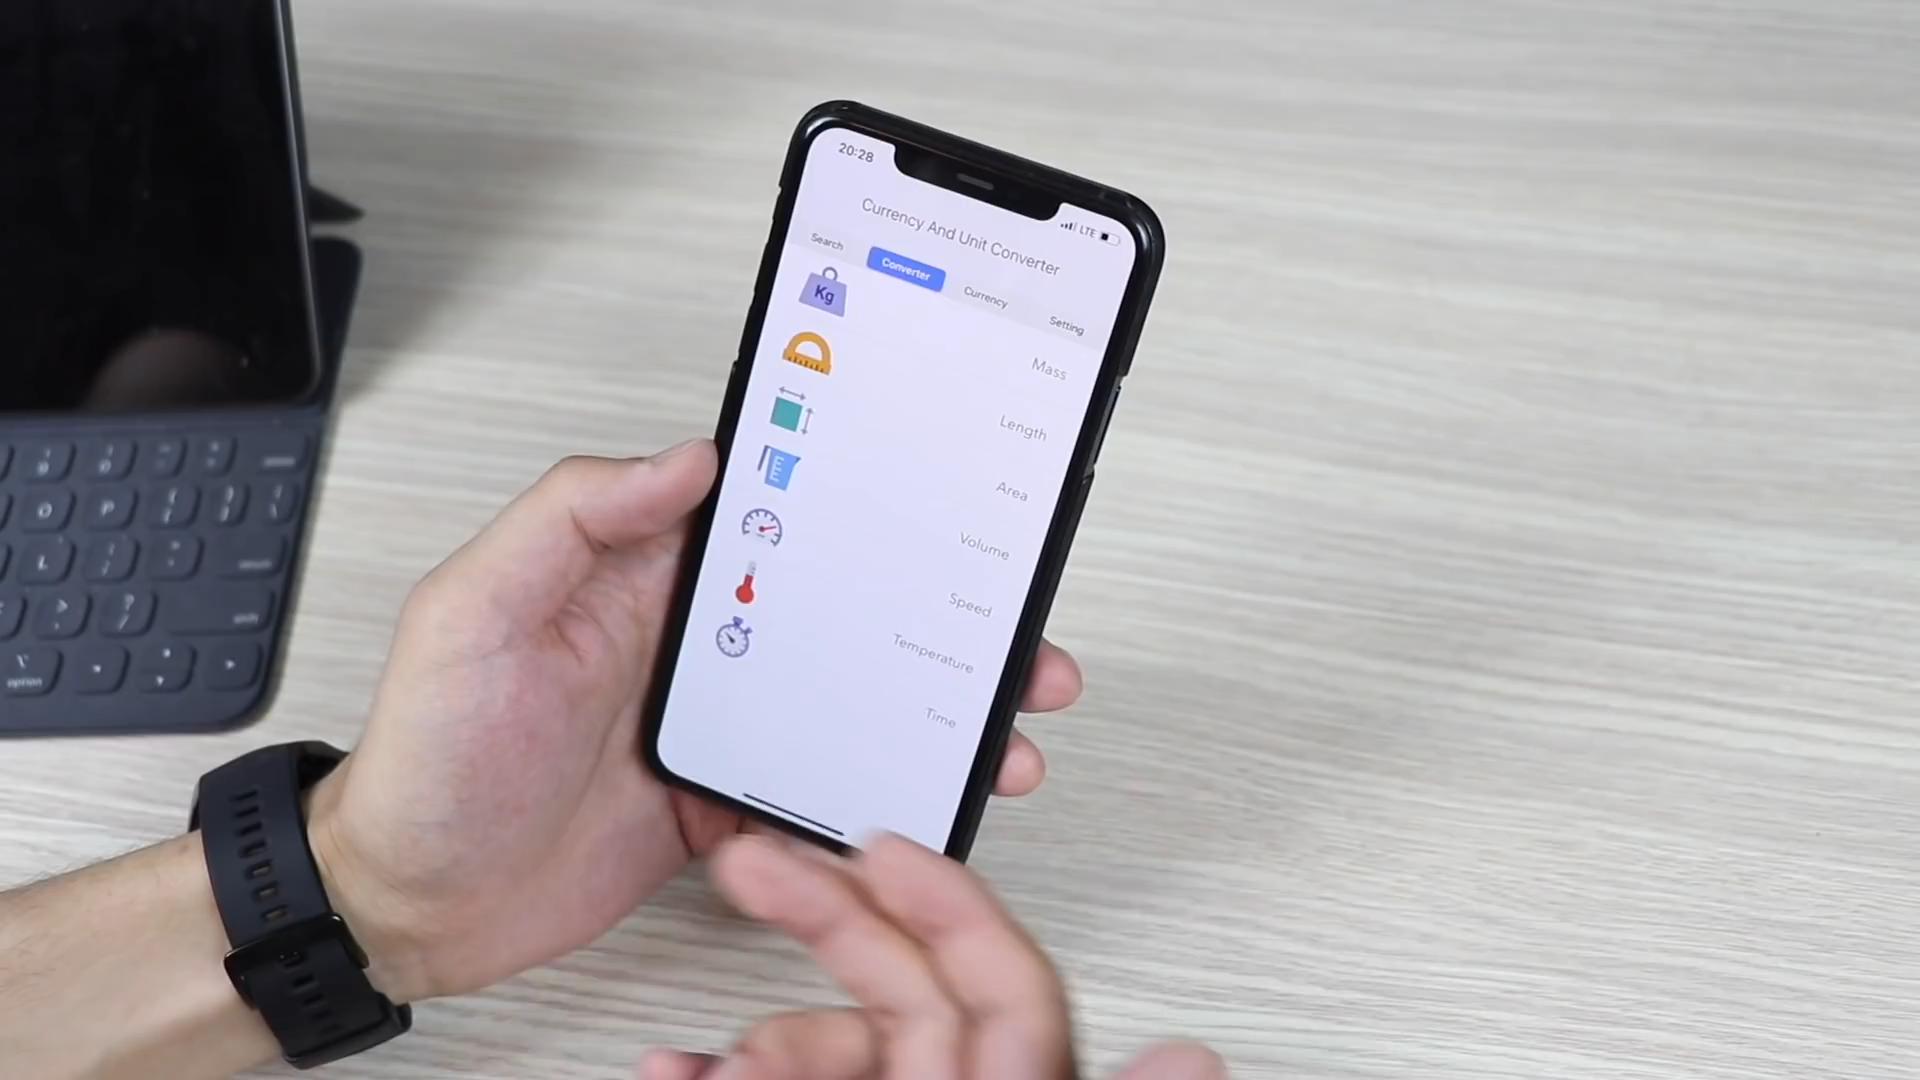 20:28
LTE
Currency And Unit Converter
Search
Converter
Currency
Setting
Kg
Mass
Length
Area
Volume
Speed
Temperature
Time
O P { [ } ] |
L : ; "
> ?
/
option